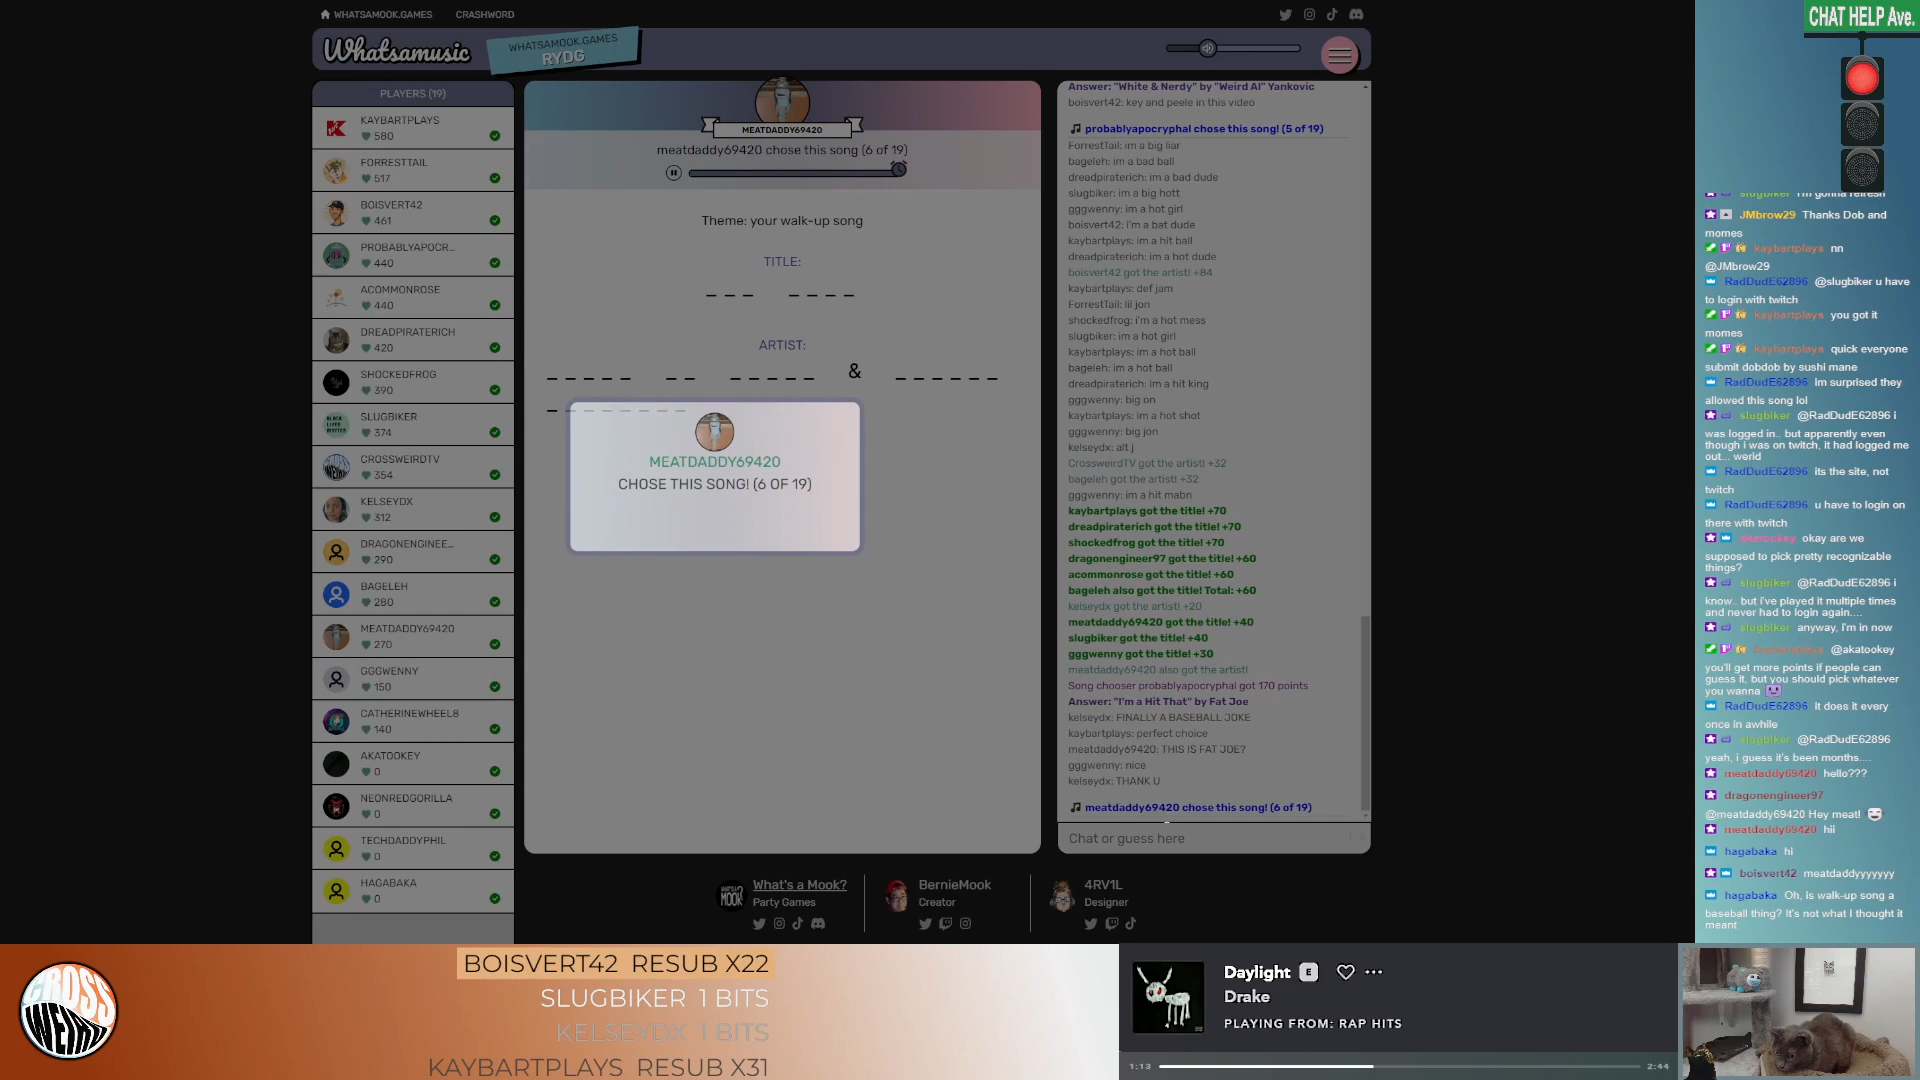 WHATSAMOOK.GAMES
CRASHWORD
Whatsamusic
WHATSAMOOK.GAMES
RYDG
PLAYERS (19)
KAYBARTPLAYS
580
FORRESTTAIL
517
BOISVERT42
461
PROBABLYAPOCR...
440
ACOMMONROSE
440
DREADPIRATERICH
420
SHOCKEDFROG
390
SLUGBIKER
374
CROSSWEIRDTV
354
KELSEYDX
312
DRAGONENGINEE...
290
BAGELEH
280
MEATDADDY69420
270
GGGWENNY
150
CATHERINEWHEEL8
140
AKATOOKEY
0
NEONREDGORILLA
0
TECHDADDYPHIL
0
HAGABAKA
0
MEATDADDY69420
meatdaddy69420 chose this song (6 of 19)
Theme: your walk-up song
TITLE:
ARTIST:
&
MEATDADDY69420
CHOSE THIS SONG! (6 OF 19)
Answer: "White & Nerdy" by "Weird Al" Yankovic
boisvert42: key and peele in this video
probablyapocryphal chose this song! (5 of 19)
ForrestTail: im a big liar
bageleh: im a bad ball
dreadpiraterich: im a bad dude
slugbiker: im a big hott
gggwenny: im a hot girl
boisvert42: i'm a bat dude
kaybartplays: im a hit ball
dreadpiraterich: im a hot dude
boisvert42 got the artist! +84
kaybartplays: def jam
ForrestTail: lil jon
shockedfrog: i'm a hot mess
slugbiker: im a hot girl
kaybartplays: im a hot ball
bageleh: im a hot ball
dreadpiraterich: im a hit king
gggwenny: big on
kaybartplays: im a hot shot
gggwenny: big jon
kelseydx: alt j
CrossweirdTV got the artist! +32
bageleh got the artist! +32
gggwenny: im a hit mabn
kaybartplays got the title! +70
dreadpiraterich got the title! +70
shockedfrog got the title! +70
dragonengineer97 got the title! +60
acommonrose got the title! +60
bageleh also got the title! Total: +60
kelseydx got the artist! +20
meatdaddy69420 got the title! +40
slugbiker got the title! +40
gggwenny got the title! +30
meatdaddy69420 also got the artist!
Song chooser probablyapocryphal got 170 points
Answer: "I'm a Hit That" by Fat Joe
kelseydx: FINALLY A BASEBALL JOKE
kaybartplays: perfect choice
meatdaddy69420: THIS IS FAT JOE?
gggwenny: nice
kelseydx: THANK U
meatdaddy69420 chose this song! (6 of 19)
Chat or guess here
What's a Mook?
Party Games
BernieMook
Creator
4RV1L
Designer
CHAT HELP Ave.
slugbiker i'm gonna refresh
JMbrow29 Thanks Dob and
momes
kaybartplays nn
@JMbrow29
RadDudE62896 @slugbiker u have
to login with twitch
kaybartplays you got it
momes
kaybartplays quick everyone
submit dobdob by sushi mane
RadDudE62896 im surprised they
allowed this song lol
slugbiker @RadDudE62896 i
was logged in.. but apparently even
though i was on twitch, it had logged me
out... werid
RadDudE62896 its the site, not
twitch
RadDudE62896 u have to login on
there with twitch
akatookey okay are we
supposed to pick pretty recognizable
things?
slugbiker @RadDudE62896 i
know.. but i've played it multiple times
and never had to login again....
slugbiker anyway, i'm in now
kaybartplays @akatookey
you'll get more points if people can
guess it, but you should pick whatever
you wanna
RadDudE62896 it does it every
once in awhile
slugbiker @RadDudE62896
yeah, i guess it's been months....
meatdaddy69420 hello???
dragonengineer97
@meatdaddy69420 Hey meat!
meatdaddy69420 hii
hagabaka hi
boisvert42 meatdaddyyyyyy
hagabaka Oh, is walk-up song a
baseball thing? It's not what I thought it
meant
CROSS
WEIRD
BOISVERT42 RESUB X22
SLUGBIKER 1 BITS
KELSEYDX 1 BITS
KAYBARTPLAYS RESUB X31
Daylight E
Drake
PLAYING FROM: RAP HITS
1:13
2:44